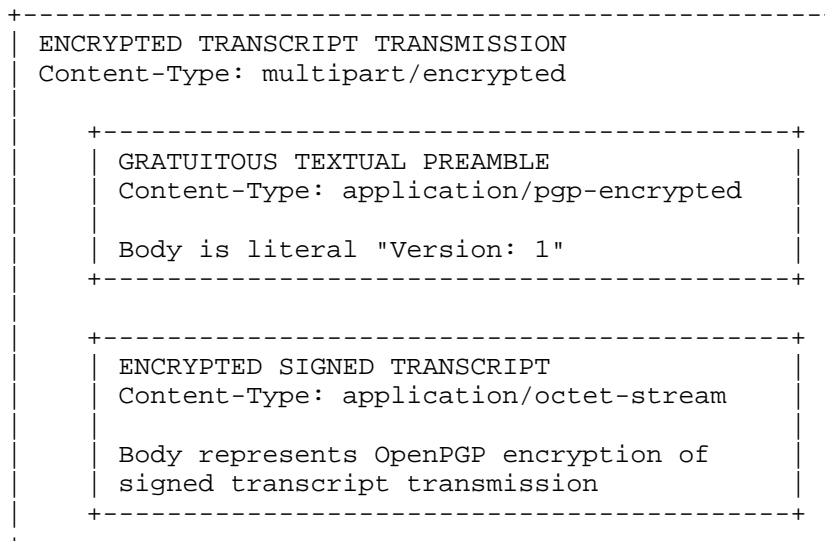 ENCRYPTED TRANSCRIPT TRANSMISSION
Content-Type: multipart/encrypted
GRATUITOUS TEXTUAL PREAMBLE
Content-Type: application/pgp-encrypted
Body is literal "Version: 1"
ENCRYPTED SIGNED TRANSCRIPT
Content-Type: application/octet-stream
Body represents OpenPGP encryption of
signed transcript transmission